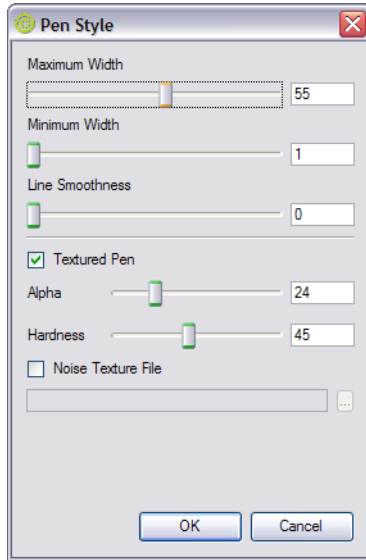 Pen Style
Maximum Width
55
Minimum Width
1
Line Smoothness
0
Textured Pen
Alpha 24
Hardness 45
Noise Texture File
...
OK Cancel